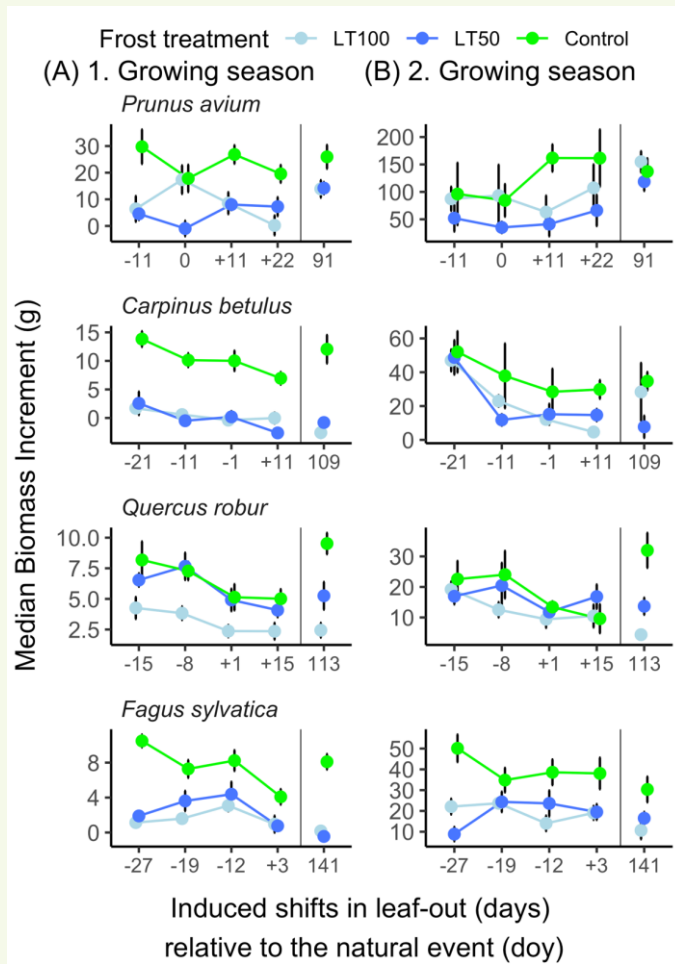 Frost treatment LT100 LT50 Control
(A) 1. Growing season (B) 2. Growing season
Prunus avium
30
20
10
0
-11 0 +11 +22 91
200
150
100
50
-11 0 +11 +22 91
Carpinus betulus
15
10
5
0
-21 -11 -1 +11 109
60
40
20
0
-21 -11 -1 +11 109
Quercus robur
10.0
7.5
5.0
2.5
-15 -8 +1 +15 113
30
20
10
-15 -8 +1 +15 113
Fagus sylvatica
8
4
0
-27 -19 -12 +3 141
50
40
30
20
10
-27 -19 -12 +3 141
Median Biomass Increment (g)
Induced shifts in leaf-out (days)
relative to the natural event (doy)